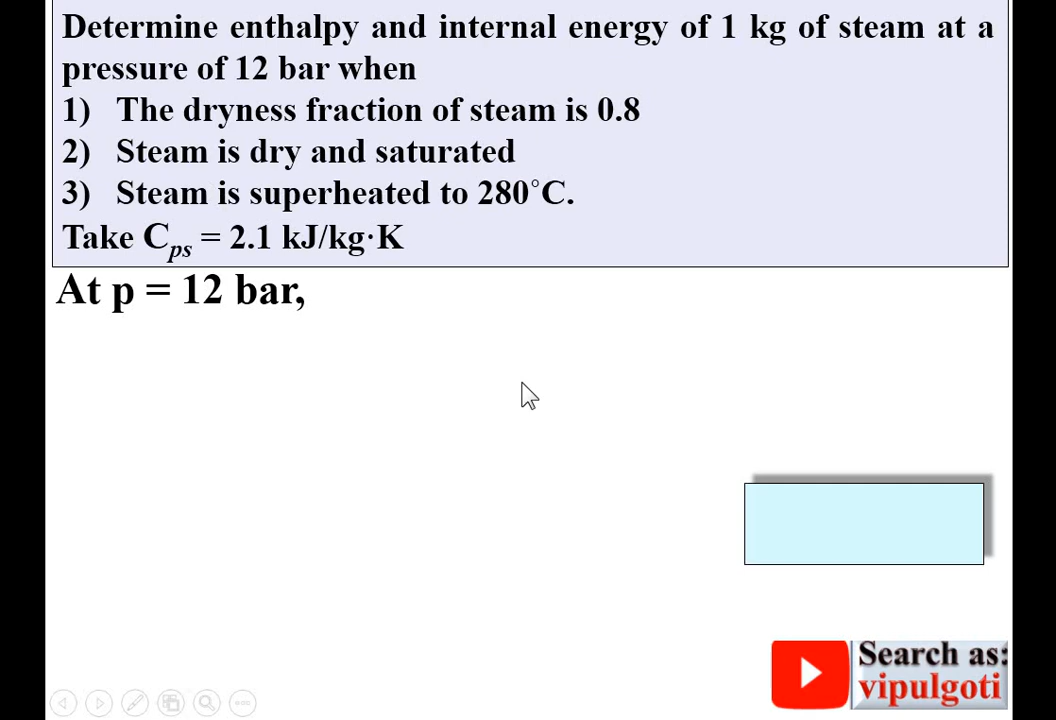 Determine enthalpy and internal energy of 1 kg of steam at a
pressure of 12 bar when
1) The dryness fraction of steam is 0.8
2) Steam is dry and saturated
3) Steam is superheated to 280°C.
Take Cps = 2.1 kJ/kg·K
At p = 12 bar,
Search as:
vipulgoti